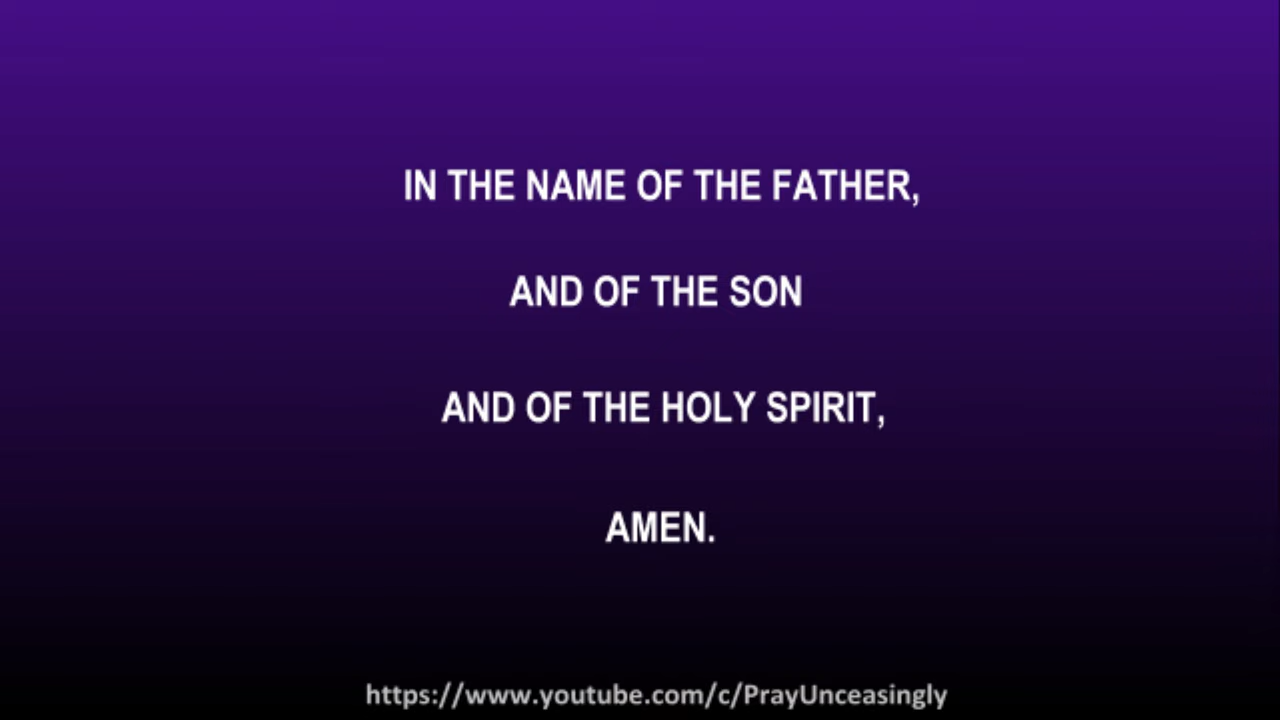 IN THE NAME OF THE FATHER,
AND OF THE SON
AND OF THE HOLY SPIRIT,
AMEN.
https://www.youtube.com/c/PrayUnceasingly